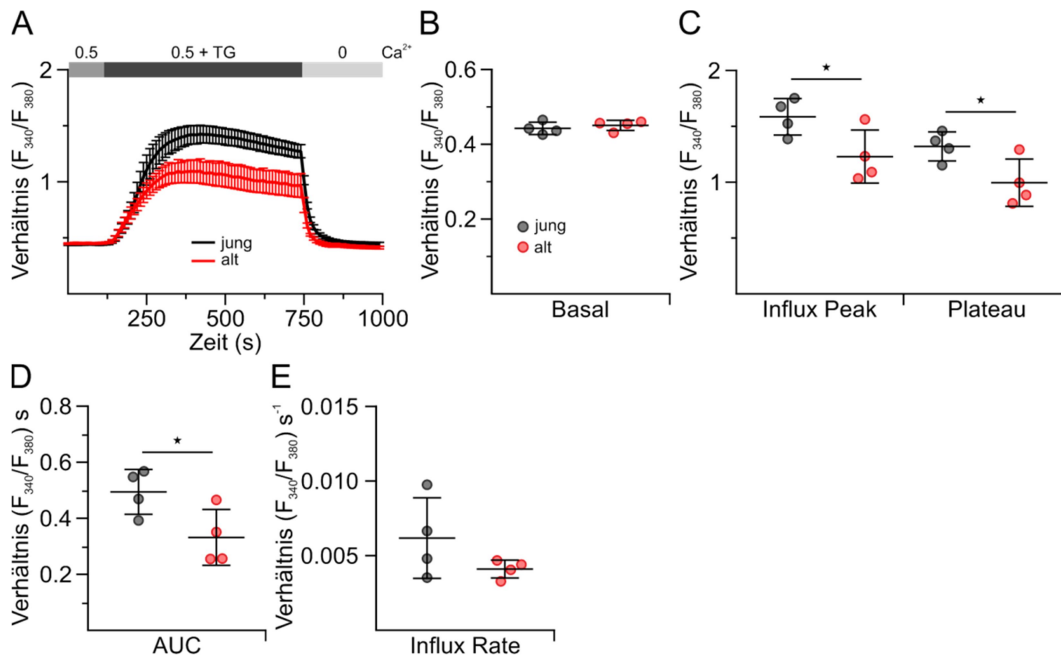 A
0.5
0.5 + TG
0
Ca²⁺
Verhältnis (F₃₄₀/F₃₈₀)
2
1
jung
alt
250
500
750
1000
Zeit (s)
B
Verhältnis (F₃₄₀/F₃₈₀)
0.6
0.4
0.2
jung
alt
Basal
C
Verhältnis (F₃₄₀/F₃₈₀)
2
1
Influx Peak
Plateau
D
Verhältnis (F₃₄₀/F₃₈₀) s
0.8
0.6
0.4
0.2
AUC
E
Verhältnis (F₃₄₀/F₃₈₀) s⁻¹
0.015
0.010
0.005
Influx Rate